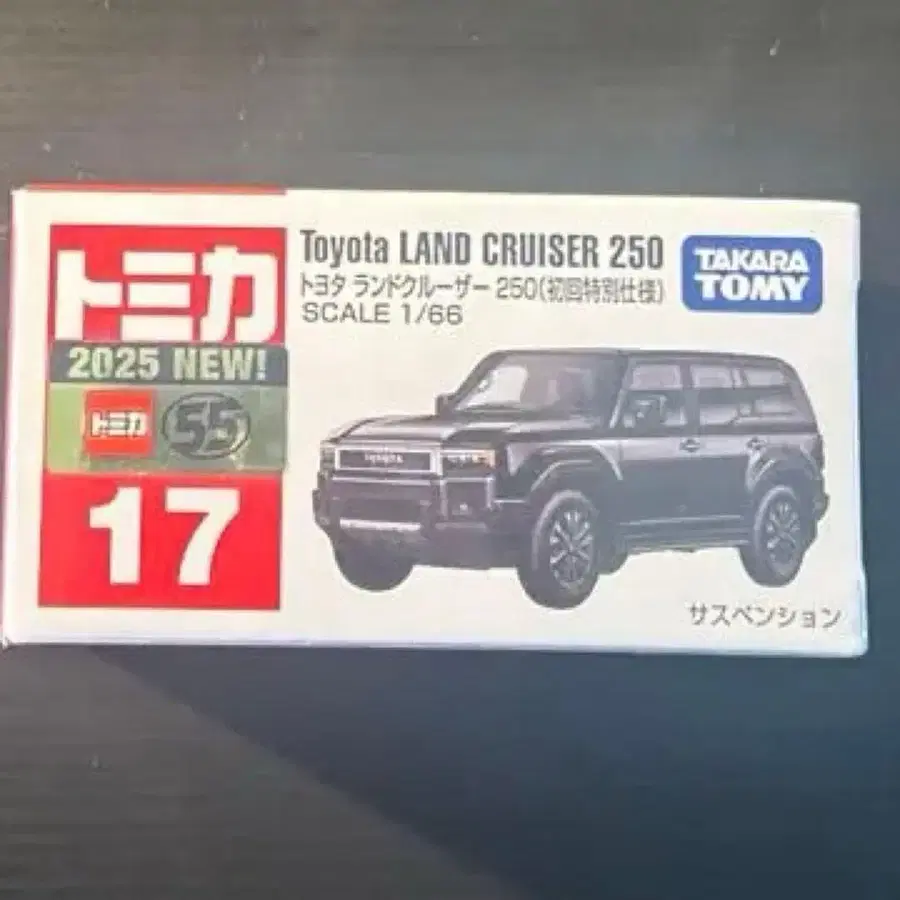 トミカ
2025 NEW!
トミカ 55
17
Toyota LAND CRUISER 250
トヨタ ランドクルーザー 250(初回特別仕様)
SCALE 1/66
TAKARA
TOMY
TOYOTA
サスペンション